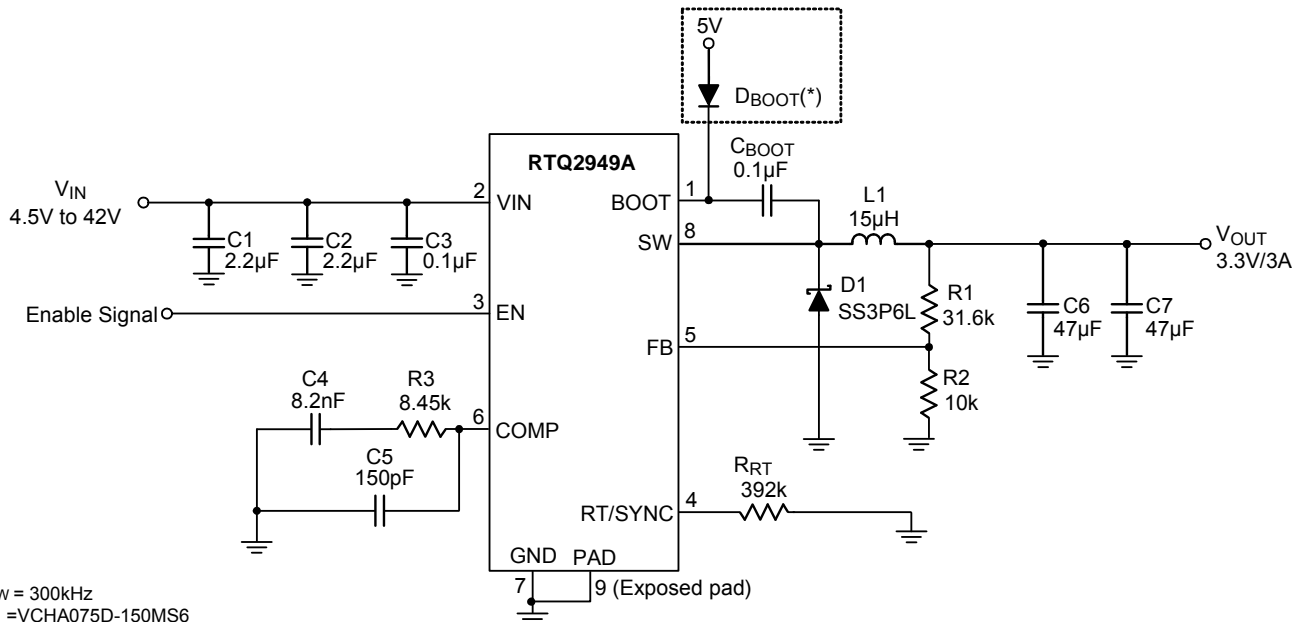 5V
DBOOT(*)
RTQ2949A
CBOOT
0.1µF
VIN
4.5V to 42V
2
VIN
BOOT
1
L1
15µH
SW
8
VOUT
3.3V/3A
C1
2.2µF
C2
2.2µF
C3
0.1µF
D1
SS3P6L
R1
31.6k
C6
47µF
C7
47µF
Enable Signal
3
EN
FB
5
R2
10k
C4
8.2nF
R3
8.45k
6
COMP
C5
150pF
RRT
392k
RT/SYNC
4
GND
PAD
7
9 (Exposed pad)
= 300kHz
=VCHA075D-150MS6